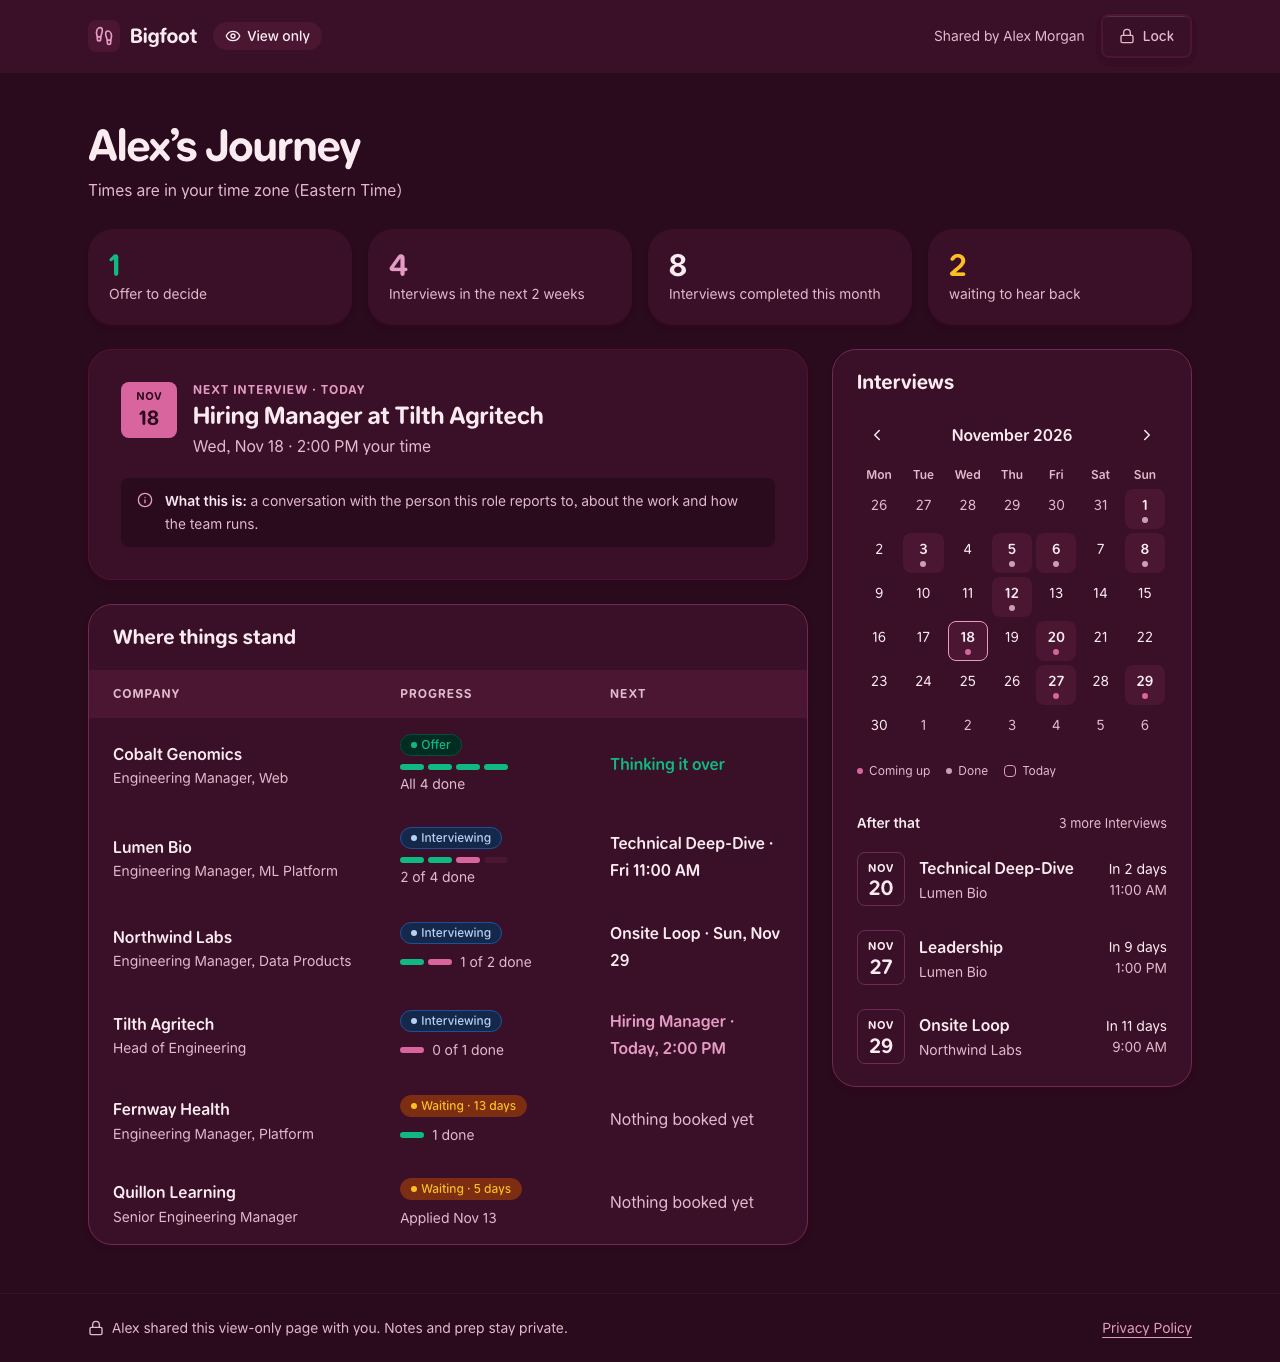 Bigfoot
View only
Shared by Alex Morgan
Lock
Alex's Journey
Times are in your time zone (Eastern Time)
1
Offer to decide
4
Interviews in the next 2 weeks
8
Interviews completed this month
2
waiting to hear back
NOV
18
NEXT INTERVIEW · TODAY
Hiring Manager at Tilth Agritech
Wed, Nov 18 · 2:00 PM your time
What this is: a conversation with the person this role reports to, about the work and how
the team runs.
Where things stand
COMPANY PROGRESS NEXT
Cobalt Genomics
Engineering Manager, Web
Offer
All 4 done
Thinking it over
Lumen Bio
Engineering Manager, ML Platform
Interviewing
2 of 4 done
Technical Deep-Dive ·
Fri 11:00 AM
Northwind Labs
Engineering Manager, Data Products
Interviewing
1 of 2 done
Onsite Loop · Sun, Nov
29
Tilth Agritech
Head of Engineering
Interviewing
0 of 1 done
Hiring Manager ·
Today, 2:00 PM
Fernway Health
Engineering Manager, Platform
Waiting · 13 days
1 done
Nothing booked yet
Quillon Learning
Senior Engineering Manager
Waiting · 5 days
Applied Nov 13
Nothing booked yet
Interviews
November 2026
Mon Tue Wed Thu Fri Sat Sun
26 27 28 29 30 31 1
2 3 4 5 6 7 8
9 10 11 12 13 14 15
16 17 18 19 20 21 22
23 24 25 26 27 28 29
30 1 2 3 4 5 6
Coming up Done Today
After that
3 more Interviews
NOV
20
Technical Deep-Dive
Lumen Bio
In 2 days
11:00 AM
NOV
27
Leadership
Lumen Bio
In 9 days
1:00 PM
NOV
29
Onsite Loop
Northwind Labs
In 11 days
9:00 AM
Alex shared this view-only page with you. Notes and prep stay private.
Privacy Policy